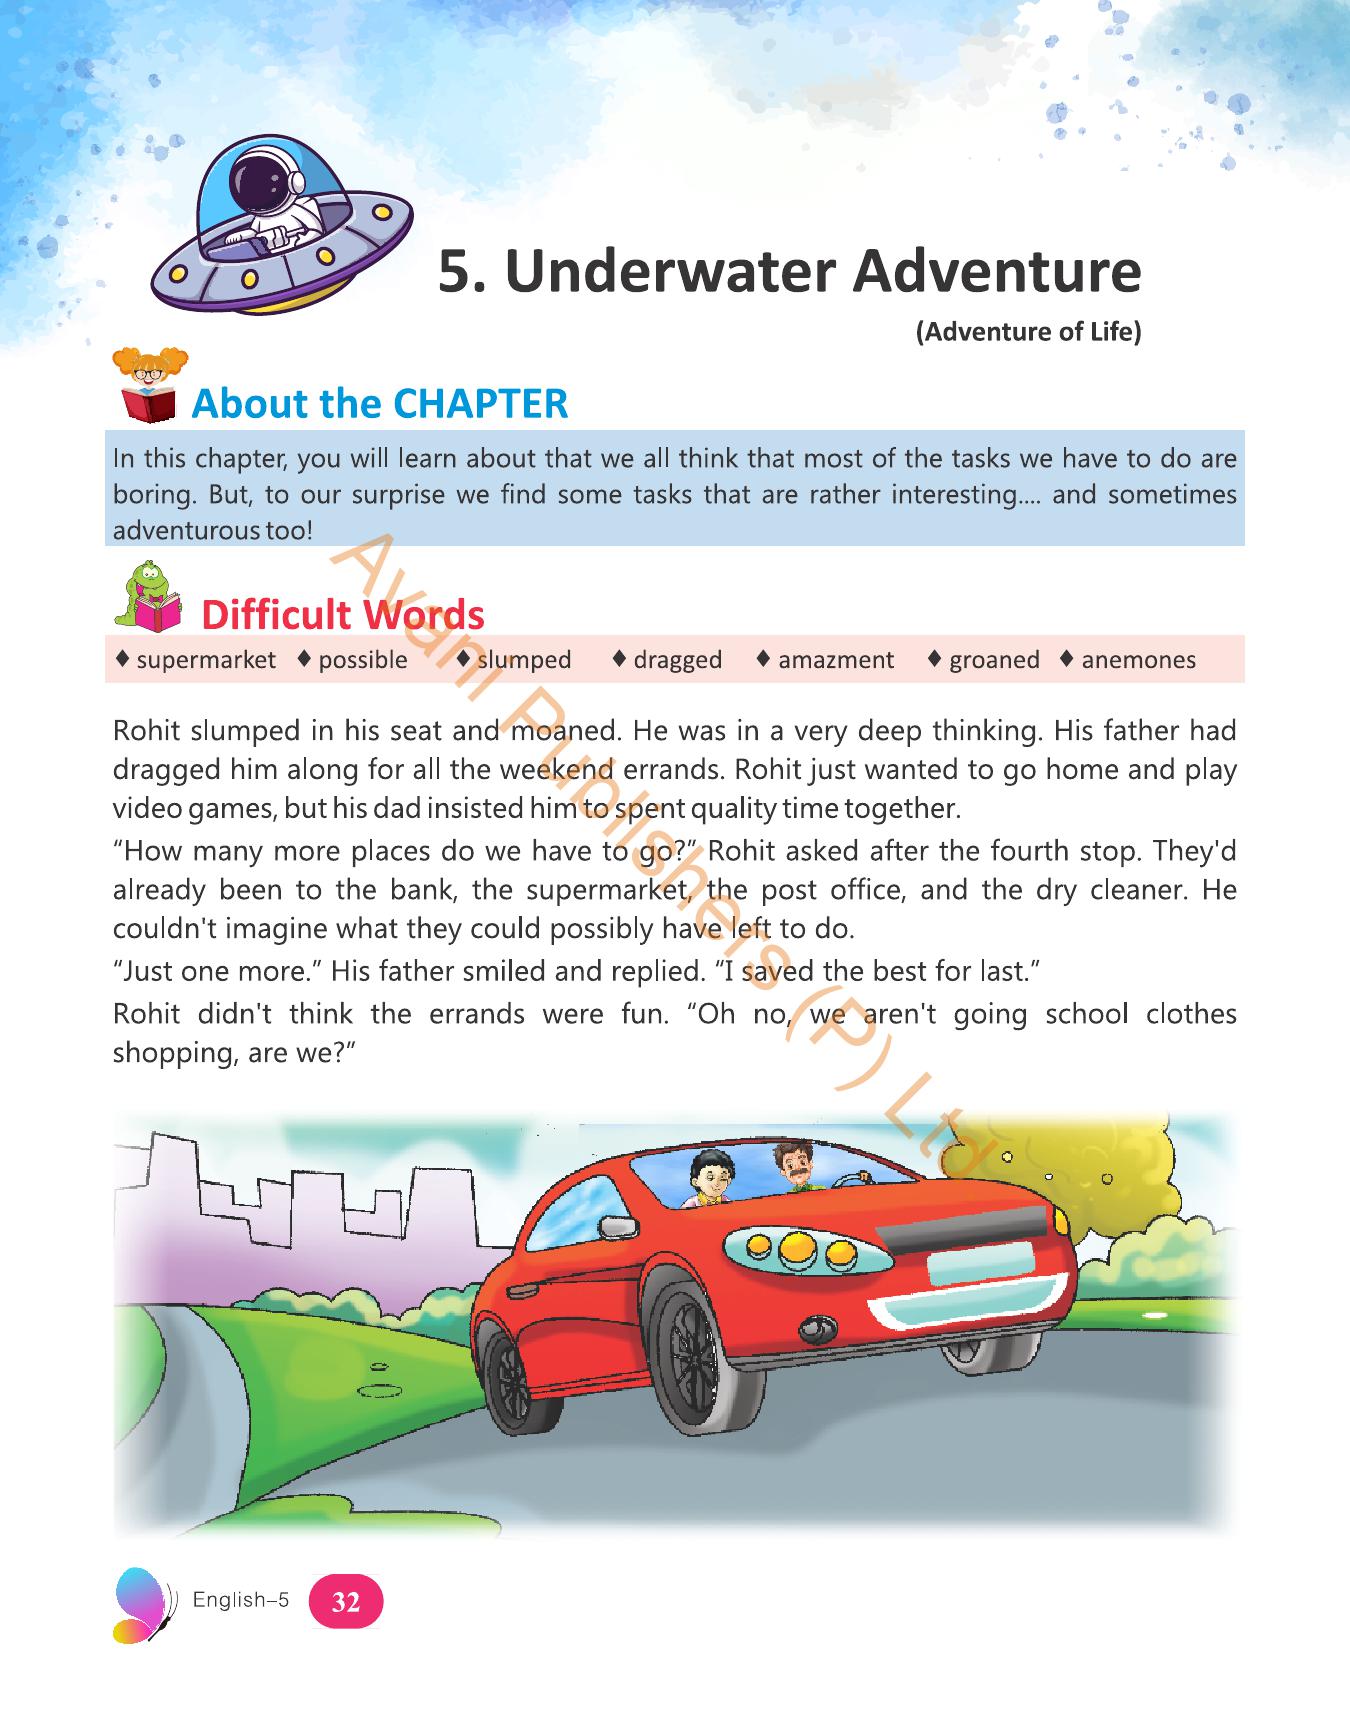 5. Underwater Adventure
(Adventure of Life)
About the CHAPTER
In this chapter, you will learn about that we all think that most of the tasks we have to do are
boring. But, to our surprise we find some tasks that are rather interesting.... and sometimes
adventurous too!
Difficult Words
♦ supermarket ♦ possible ♦ slumped ♦ dragged ♦ amazment ♦ groaned ♦ anemones
Rohit slumped in his seat and moaned. He was in a very deep thinking. His father had
dragged him along for all the weekend errands. Rohit just wanted to go home and play
video games, but his dad insisted him to spent quality time together.
“How many more places do we have to go?” Rohit asked after the fourth stop. They'd
already been to the bank, the supermarket, the post office, and the dry cleaner. He
couldn't imagine what they could possibly have left to do.
“Just one more.” His father smiled and replied. “I saved the best for last.”
Rohit didn't think the errands were fun. “Oh no, we aren't going school clothes
shopping, are we?”
Avani Publishers (P) Ltd
English–5 32